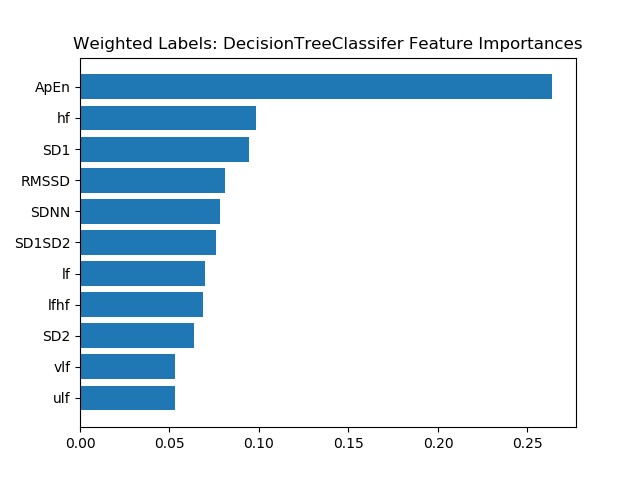 Weighted Labels: DecisionTreeClassifer Feature Importances
ApEn
hf
SD1
RMSSD
SDNN
SD1SD2
lf
lfhf
SD2
vlf
ulf
0.00 0.05 0.10 0.15 0.20 0.25